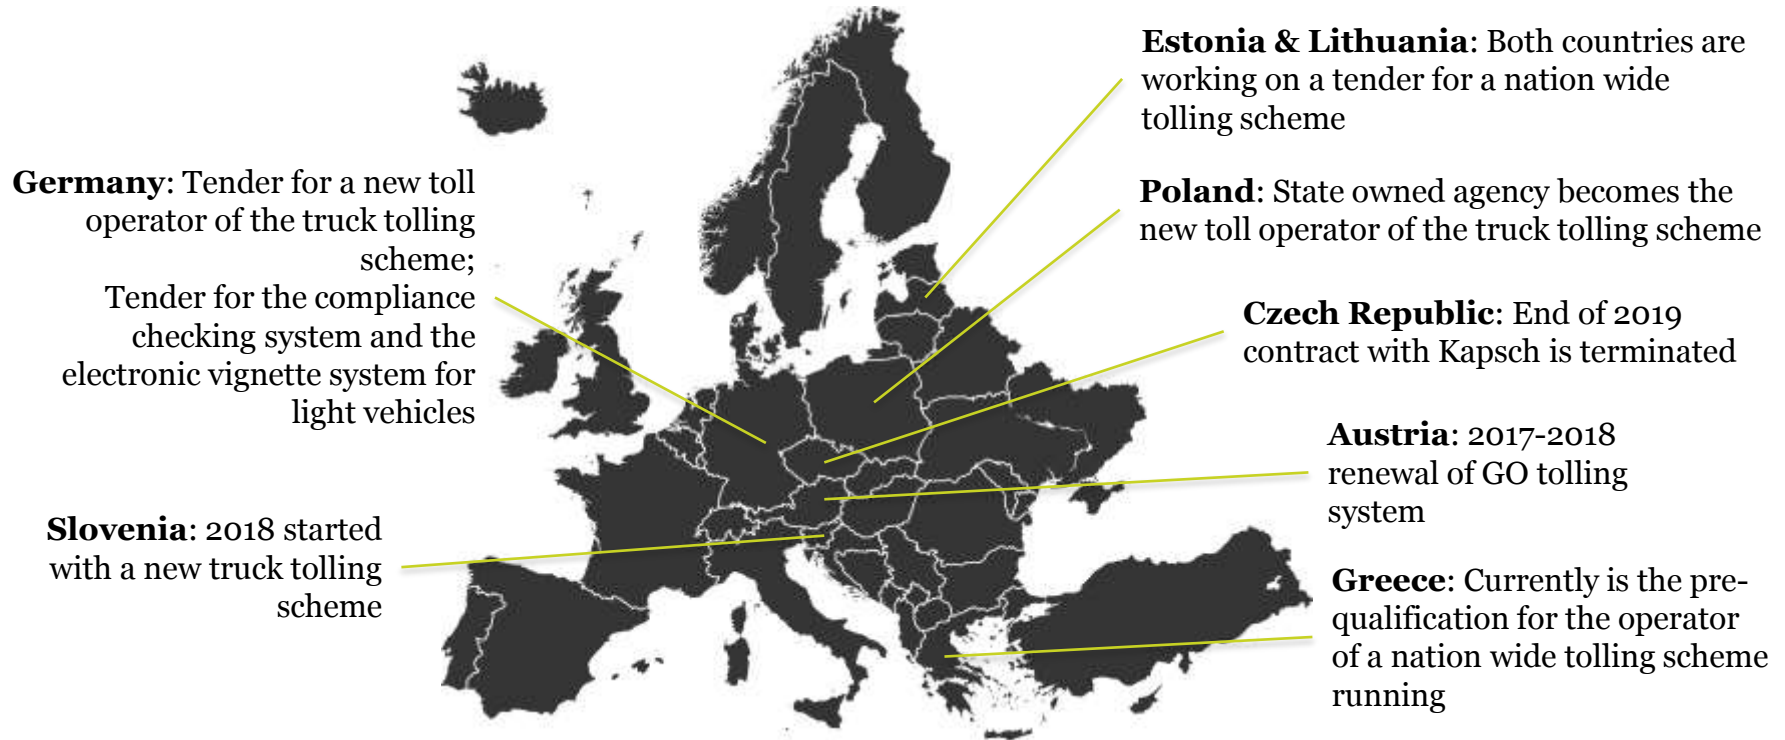 Estonia & Lithuania: Both countries are
working on a tender for a nation wide
tolling scheme
Germany: Tender for a new toll
operator of the truck tolling
scheme;
Tender for the compliance
checking system and the
electronic vignette system for
light vehicles
Poland: State owned agency becomes the
new toll operator of the truck tolling scheme
Czech Republic: End of 2019
contract with Kapsch is terminated
Austria: 2017-2018
renewal of GO tolling
system
Slovenia: 2018 started
with a new truck tolling
scheme
Greece: Currently is the pre-
qualification for the operator
of a nation wide tolling scheme
running